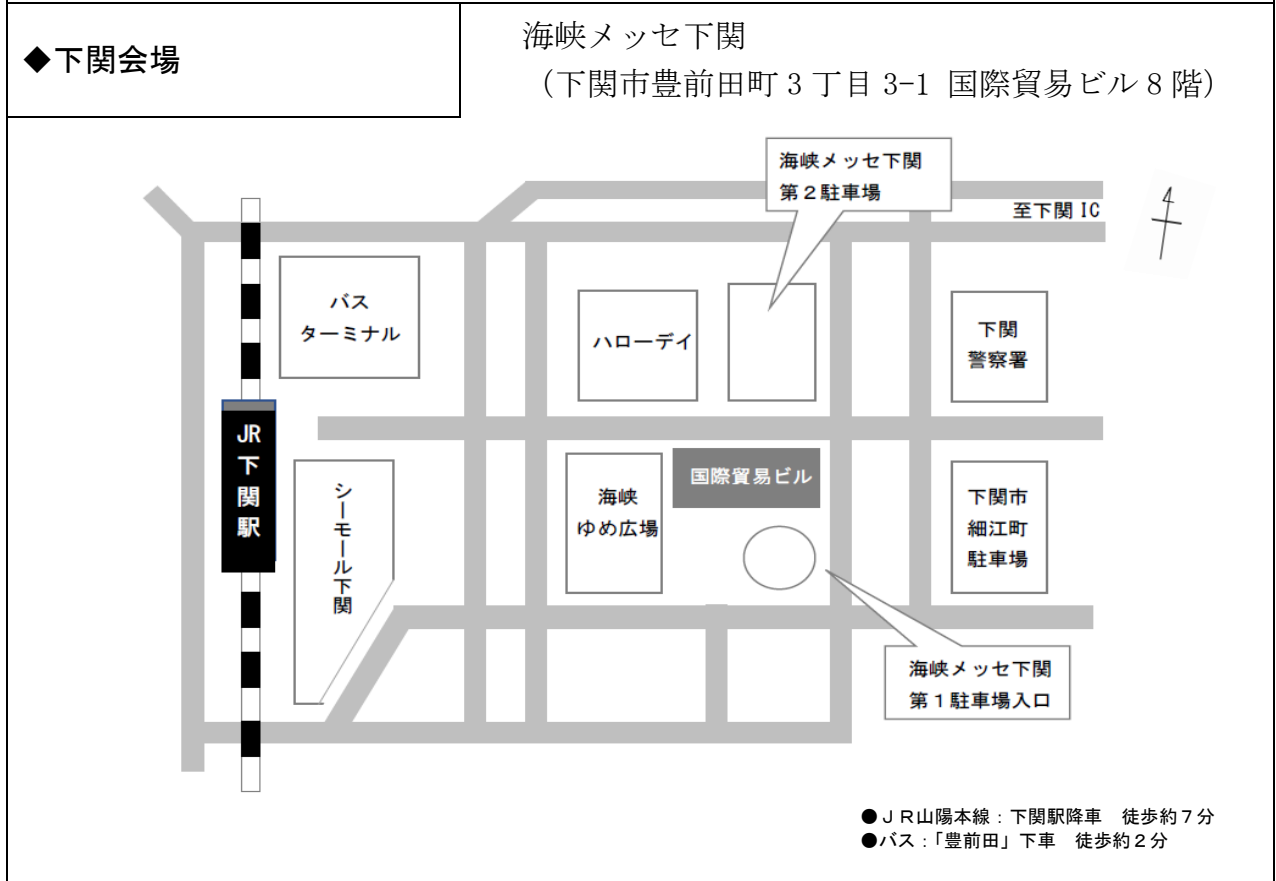 ◆下関会場
海峡メッセ下関
（下関市豊前田町３丁目 3-1 国際貿易ビル８階）
海峡メッセ下関
第２駐車場
至下関 IC
バス
ターミナル
ハローデイ
下関
警察署
JR下関駅
シーモール下関
海峡
ゆめ広場
国際貿易ビル
下関市
細江町
駐車場
海峡メッセ下関
第１駐車場入口
●ＪＲ山陽本線：下関駅降車　徒歩約７分
●バス：「豊前田」下車　徒歩約２分